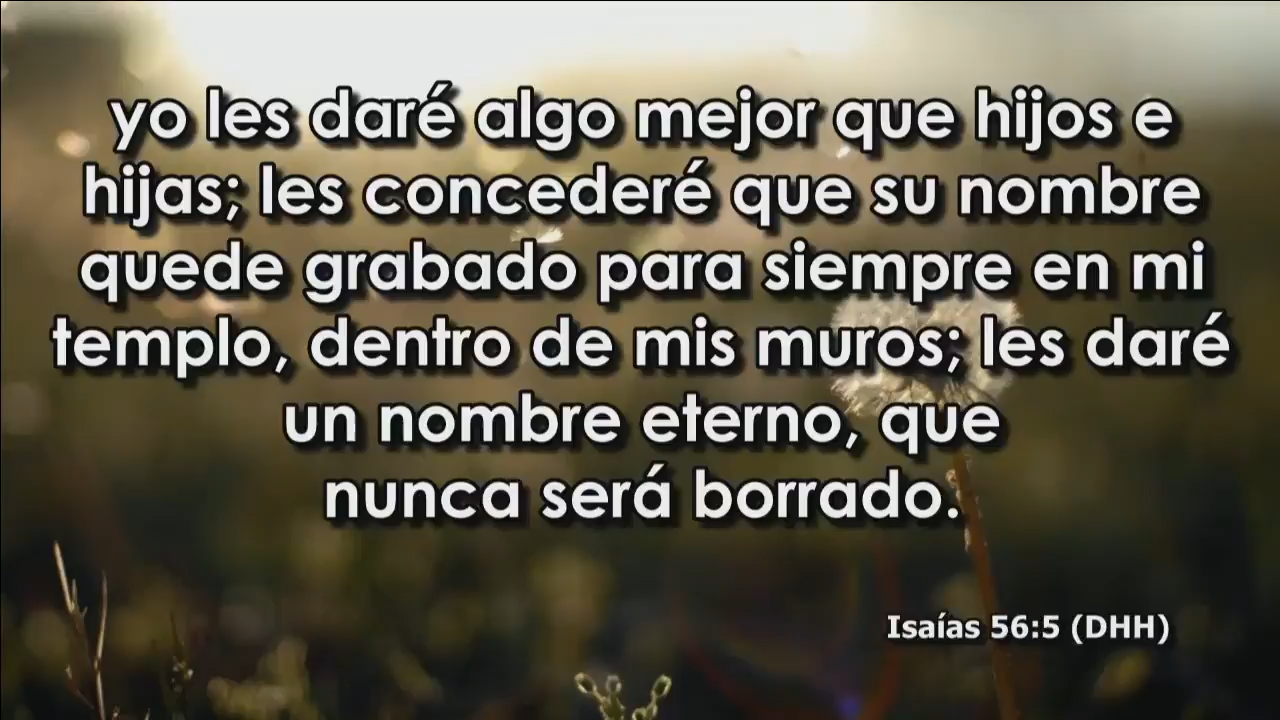 yo les daré algo mejor que hijos e
hijas; les concederé que su nombre
quede grabado para siempre en mi
templo, dentro de mis muros; les daré
un nombre eterno, que
nunca será borrado.
Isaías 56:5 (DHH)